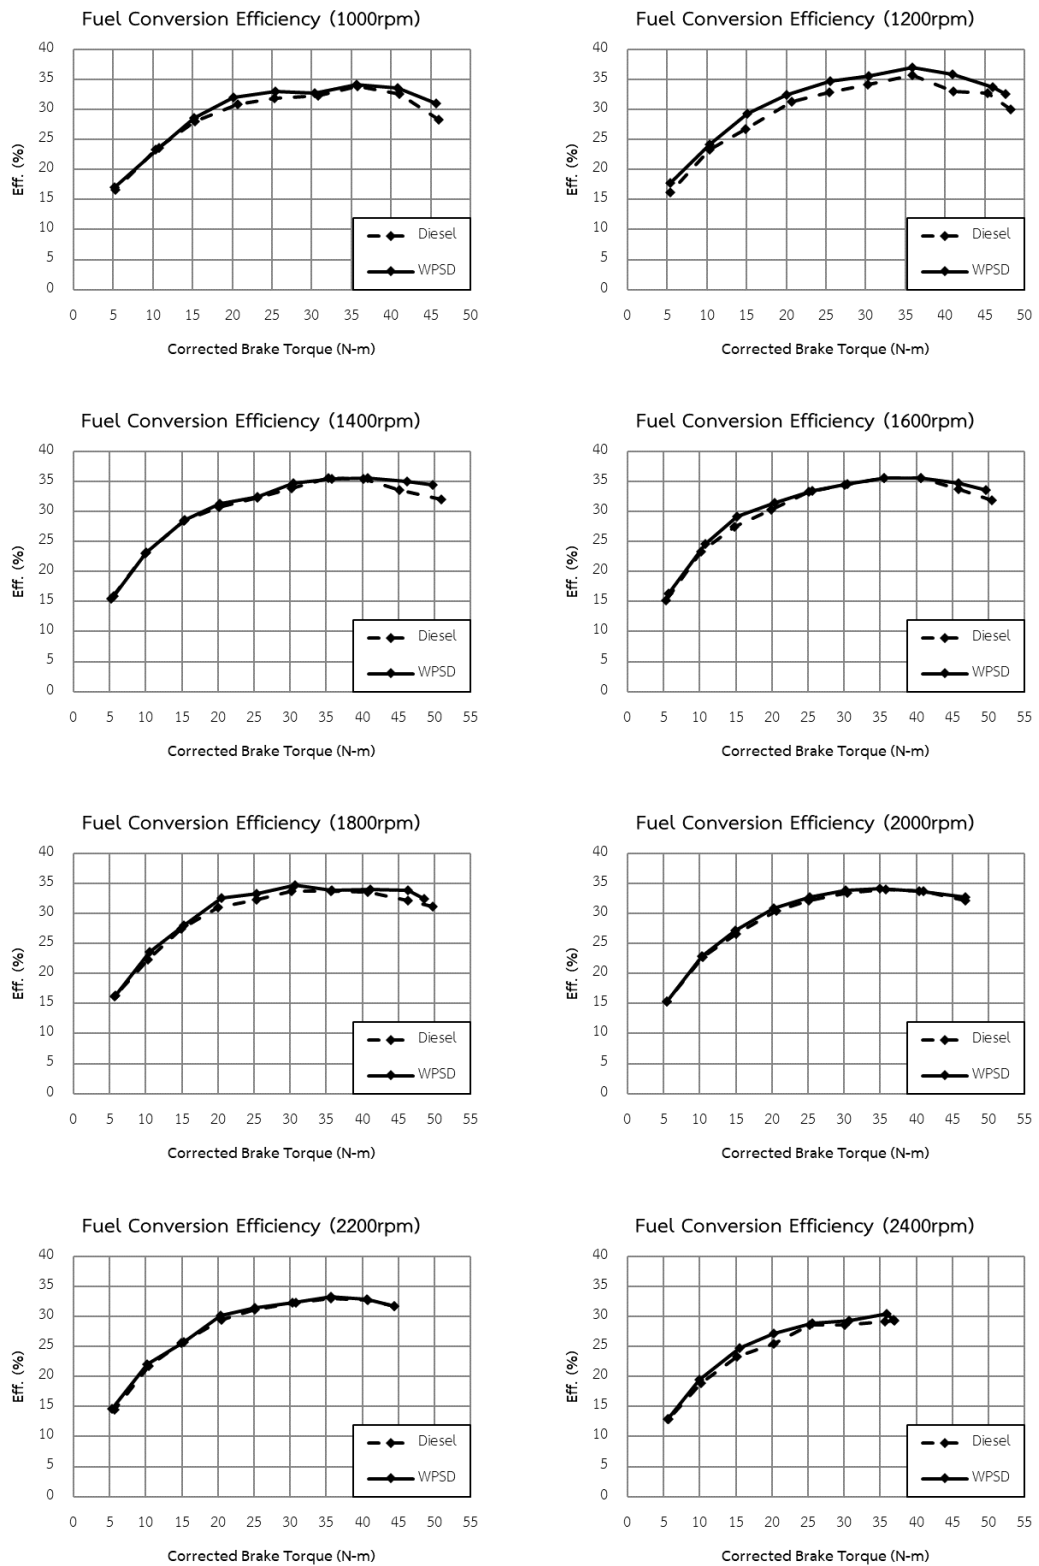 Fuel Conversion Efficiency (1000rpm)
40
35
30
25
20
15
10
5
0
Eff. (%)
Diesel
WPSD
0 5 10 15 20 25 30 35 40 45 50
Corrected Brake Torque (N-m)
Fuel Conversion Efficiency (1200rpm)
40
35
30
25
20
15
10
5
0
Eff. (%)
Diesel
WPSD
0 5 10 15 20 25 30 35 40 45 50
Corrected Brake Torque (N-m)
Fuel Conversion Efficiency (1400rpm)
40
35
30
25
20
15
10
5
0
Eff. (%)
Diesel
WPSD
0 5 10 15 20 25 30 35 40 45 50 55
Corrected Brake Torque (N-m)
Fuel Conversion Efficiency (1600rpm)
40
35
30
25
20
15
10
5
0
Eff. (%)
Diesel
WPSD
0 5 10 15 20 25 30 35 40 45 50 55
Corrected Brake Torque (N-m)
Fuel Conversion Efficiency (1800rpm)
40
35
30
25
20
15
10
5
0
Eff. (%)
Diesel
WPSD
0 5 10 15 20 25 30 35 40 45 50 55
Corrected Brake Torque (N-m)
Fuel Conversion Efficiency (2000rpm)
40
35
30
25
20
15
10
5
0
Eff. (%)
Diesel
WPSD
0 5 10 15 20 25 30 35 40 45 50 55
Corrected Brake Torque (N-m)
Fuel Conversion Efficiency (2200rpm)
40
35
30
25
20
15
10
5
0
Eff. (%)
Diesel
WPSD
0 5 10 15 20 25 30 35 40 45 50 55
Corrected Brake Torque (N-m)
Fuel Conversion Efficiency (2400rpm)
40
35
30
25
20
15
10
5
0
Eff. (%)
Diesel
WPSD
0 5 10 15 20 25 30 35 40 45 50 55
Corrected Brake Torque (N-m)